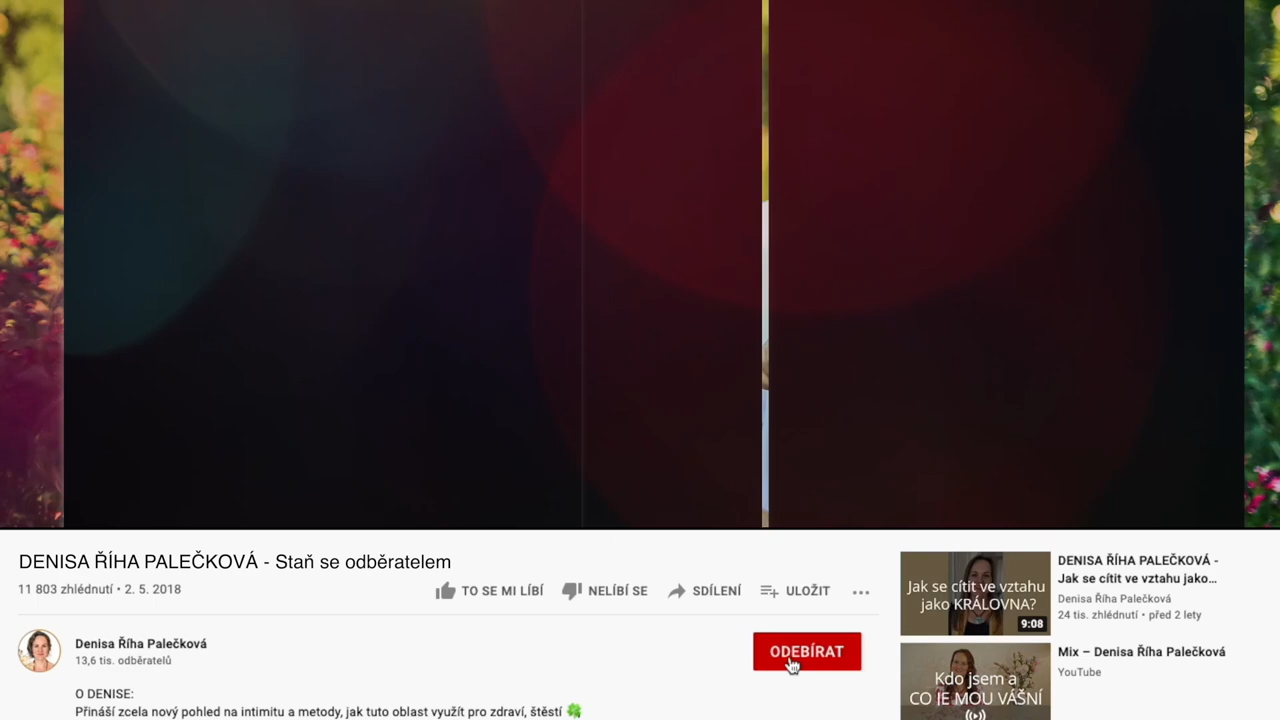 DENISA ŘÍHA PALEČKOVÁ - Staň se odběratelem
11 803 zhlédnutí • 2. 5. 2018
TO SE MI LÍBÍ
NELÍBÍ SE
SDÍLENÍ
ULOŽIT
Denisa Říha Palečková
13,6 tis. odběratelů
ODEBÍRAT
O DENISE:
Přináší zcela nový pohled na intimitu a metody, jak tuto oblast využít pro zdraví, štěstí 🍀
Jak se cítit ve vztahu
jako KRÁLOVNA?
9:08
DENISA ŘÍHA PALEČKOVÁ -
Jak se cítit ve vztahu jako…
Denisa Říha Palečková
24 tis. zhlédnutí • před 2 lety
Kdo jsem a
CO JE MOU VÁŠNÍ
Mix – Denisa Říha Palečková
YouTube